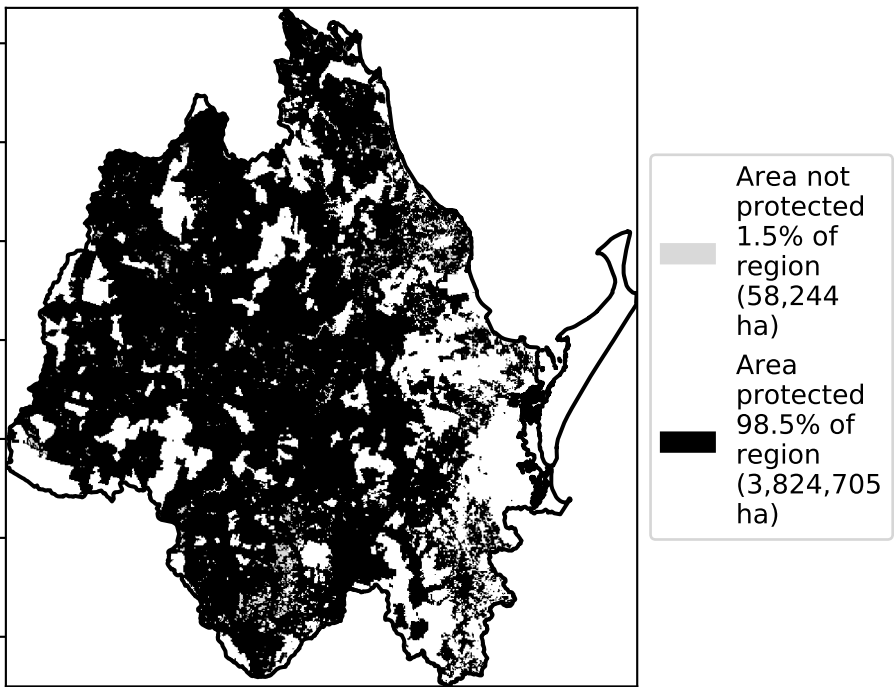 Area not
protected
1.5% of
region
(58,244
ha)
Area
protected
98.5% of
region
(3,824,705
ha)